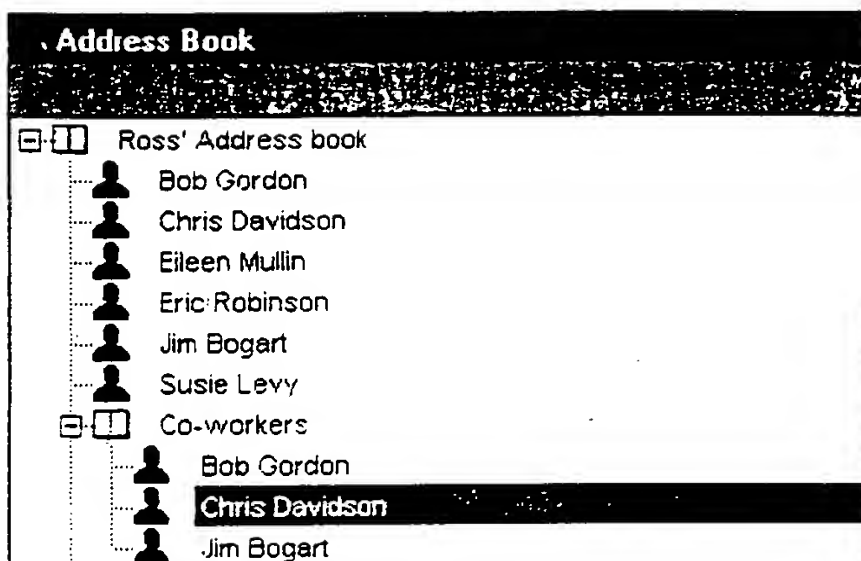 Address Book
Ross' Address book
Bob Gordon
Chris Davidson
Eileen Mullin
Eric Robinson
Jim Bogart
Susie Levy
Co-workers
Bob Gordon
Chris Davidson
Jim Bogart